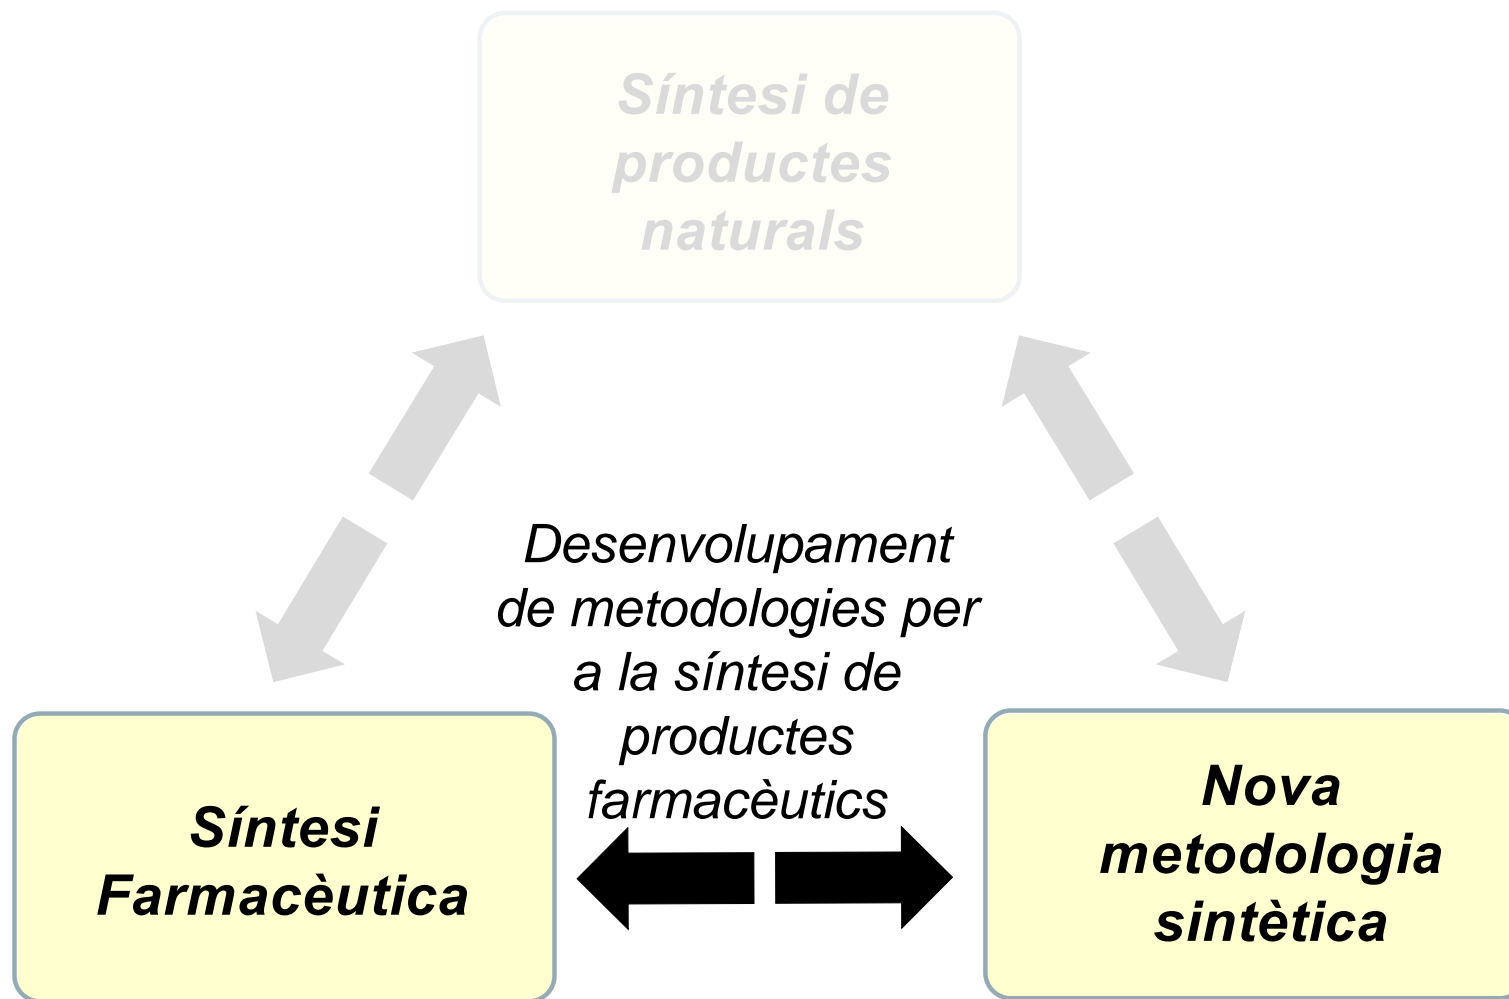 Síntesi de
productes
naturals
Desenvolupament
de metodologies per
a la síntesi de
productes
farmacèutics
Síntesi
Farmacèutica
Nova
metodologia
sintètica